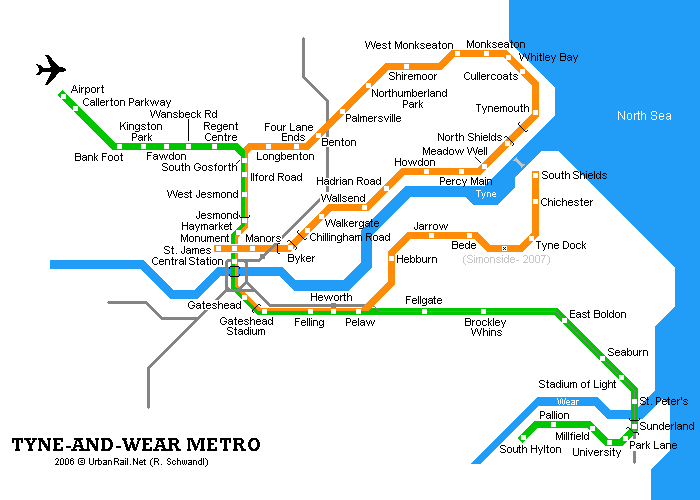 West Monkseaton
Monkseaton
Whitley Bay
Shiremoor
Cullercoats
Northumberland
Park
Tynemouth
Airport
Callerton Parkway
Wansbeck Rd
Kingston
Park
Regent
Centre
Four Lane
Ends
Palmersville
North Sea
Bank Foot
Fawdon
South Gosforth
Longbenton
Benton
North Shields
Meadow Well
Howdon
Ilford Road
Hadrian Road
Percy Main
South Shields
West Jesmond
Wallsend
Tyne
Chichester
Jesmond
Haymarket
Walkergate
Jarrow
Monument
Manors
Chillingham Road
St. James
Byker
Bede
Tyne Dock
Central Station
Hebburn
(Simonside- 2007)
Gateshead
Heworth
Fellgate
Gateshead
Stadium
Felling
Pelaw
Brockley
Whins
East Boldon
Seaburn
Stadium of Light
Wear
St. Peter's
Pallion
Sunderland
Millfield
Park Lane
South Hylton
University
TYNE-AND-WEAR METRO
2006 © UrbanRail.Net (R. Schwandl)